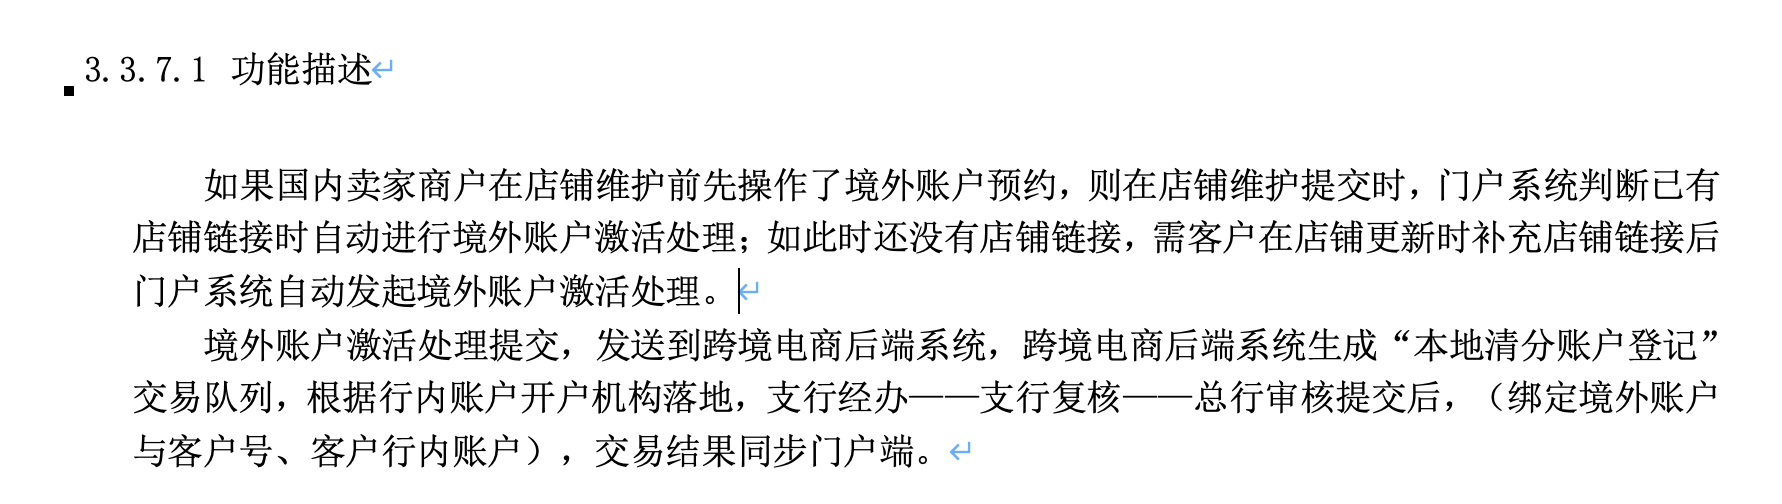 3.3.7.1 功能描述
如果国内卖家商户在店铺维护前先操作了境外账户预约，则在店铺维护提交时，门户系统判断已有
店铺链接时自动进行境外账户激活处理；如此时还没有店铺链接，需客户在店铺更新时补充店铺链接后
门户系统自动发起境外账户激活处理。
境外账户激活处理提交，发送到跨境电商后端系统，跨境电商后端系统生成“本地清分账户登记”
交易队列，根据行内账户开户机构落地，支行经办——支行复核——总行审核提交后，（绑定境外账户
与客户号、客户行内账户），交易结果同步门户端。